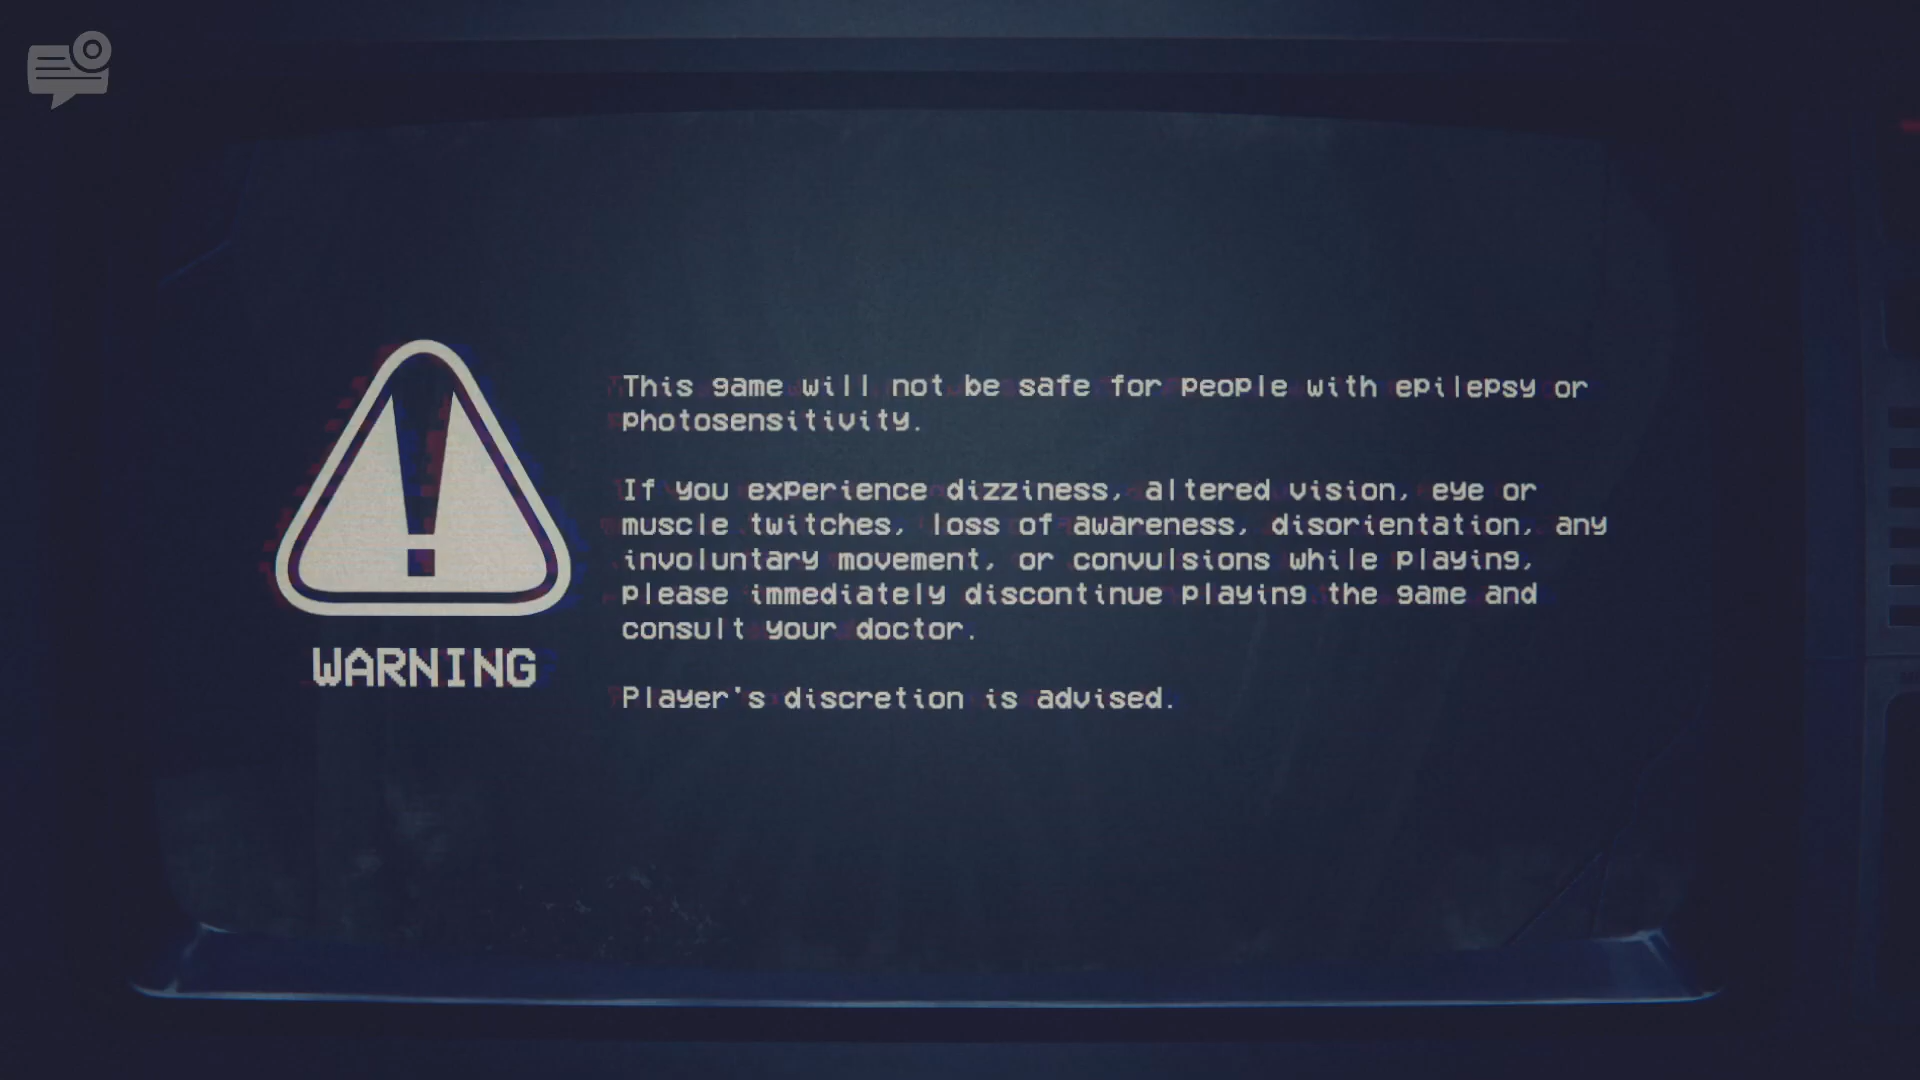 This game will not be safe for people with epilepsy or
photosensitivity.
If you experience dizziness, altered vision, eye or
muscle twitches, loss of awareness, disorientation, any
involuntary movement, or convulsions while playing,
please immediately discontinue playing the game and
consult your doctor.
Player's discretion is advised.
WARNING